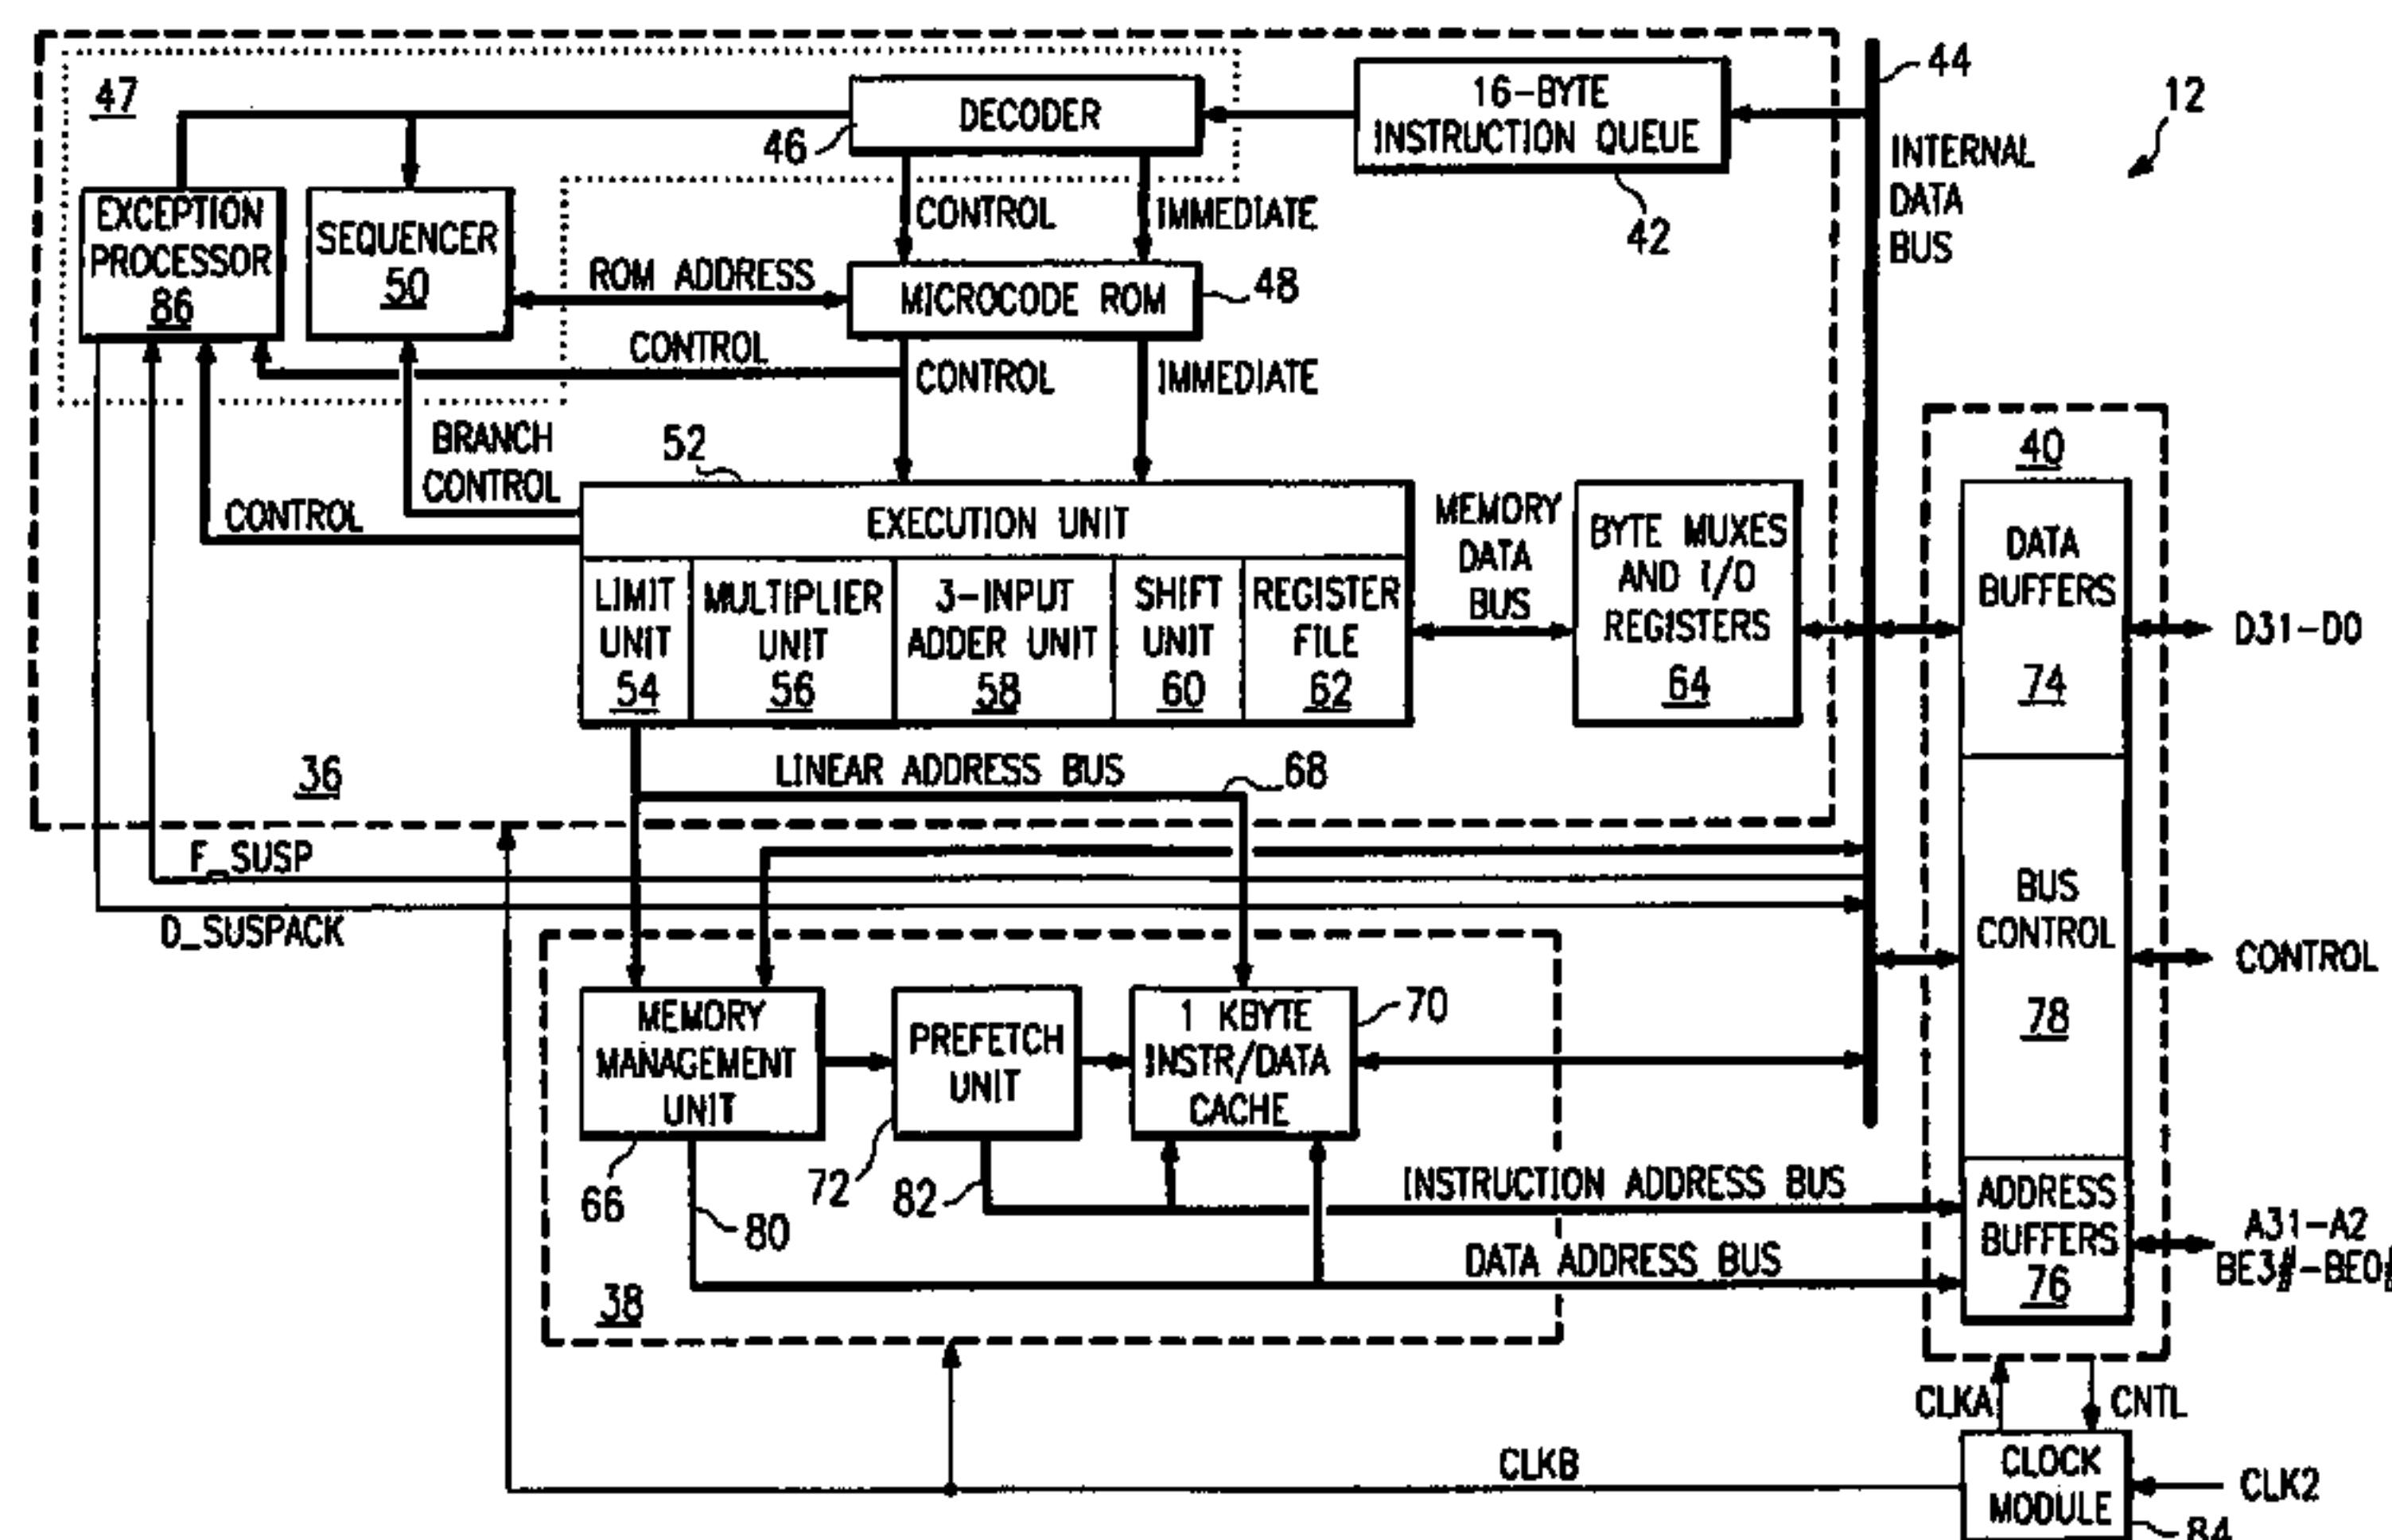 47
DECODER
46
16-BYTE
INSTRUCTION QUEUE
42
44
12
INTERNAL
DATA
BUS
EXCEPTION
PROCESSOR
86
SEQUENCER
50
CONTROL
IMMEDIATE
ROM ADDRESS
MICROCODE ROM
48
CONTROL
CONTROL
IMMEDIATE
BRANCH
CONTROL
CONTROL
52
EXECUTION UNIT
LIMIT
UNIT
54
MULTIPLIER
UNIT
56
3-INPUT
ADDER UNIT
58
SHIFT
UNIT
60
REGISTER
FILE
62
MEMORY
DATA
BUS
BYTE MUXES
AND I/O
REGISTERS
64
40
DATA
BUFFERS
74
D31-D0
36
LINEAR ADDRESS BUS
68
F_SUSP
D_SUSPACK
BUS
CONTROL
78
CONTROL
MEMORY
MANAGEMENT
UNIT
66
PREFETCH
UNIT
72
1 KBYTE
INSTR/DATA
CACHE
70
82
80
INSTRUCTION ADDRESS BUS
DATA ADDRESS BUS
38
ADDRESS
BUFFERS
76
A31-A2
BE3#-BE0#
CLKA
CNTL
CLKB
CLOCK
MODULE
84
CLK2